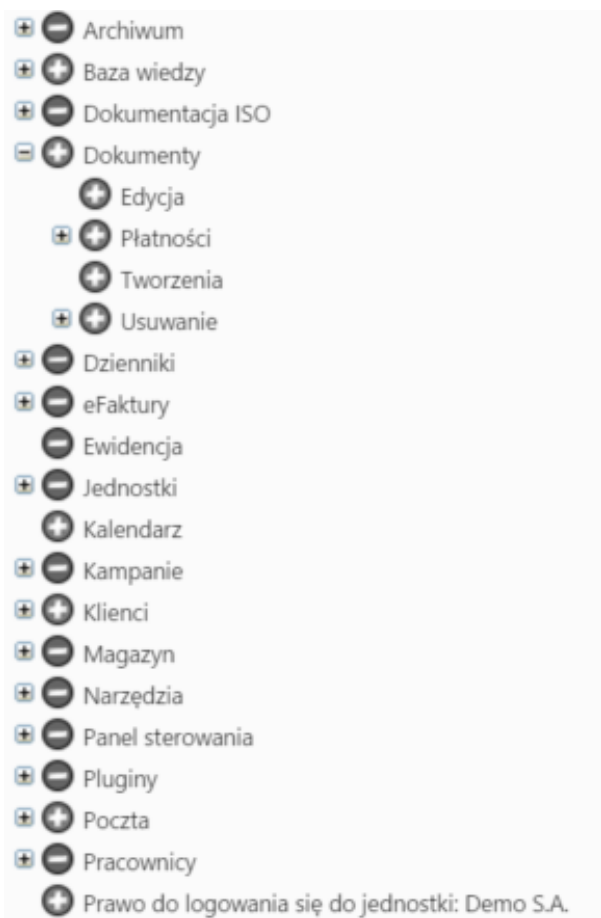 Archiwum
Baza wiedzy
Dokumentacja ISO
Dokumenty
Edycja
Płatności
Tworzenia
Usuwanie
Dzienniki
eFaktury
Ewidencja
Jednostki
Kalendarz
Kampanie
Klienci
Magazyn
Narzędzia
Panel sterowania
Pluginy
Poczta
Pracownicy
Prawo do logowania się do jednostki: Demo S.A.